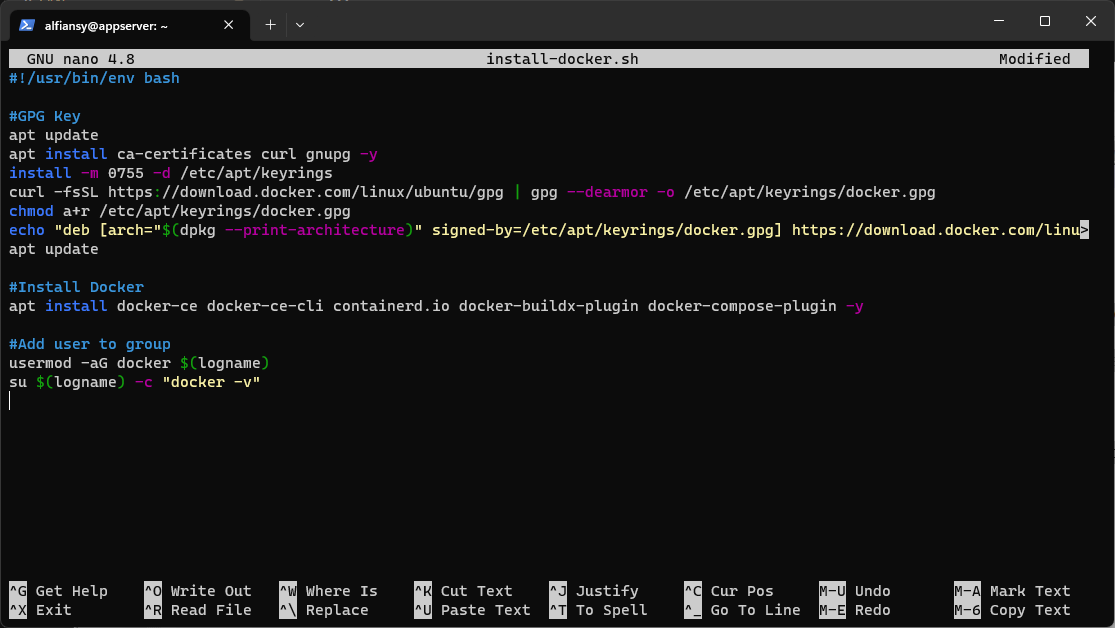 alfiansy@appserver: ~
GNU nano 4.8 install-docker.sh Modified
#!/usr/bin/env bash
#GPG Key
apt update
apt install ca-certificates curl gnupg -y
install -m 0755 -d /etc/apt/keyrings
curl -fsSL https://download.docker.com/linux/ubuntu/gpg | gpg --dearmor -o /etc/apt/keyrings/docker.gpg
chmod a+r /etc/apt/keyrings/docker.gpg
echo "deb [arch="$(dpkg --print-architecture)" signed-by=/etc/apt/keyrings/docker.gpg] https://download.docker.com/linu>
apt update
#Install Docker
apt install docker-ce docker-ce-cli containerd.io docker-buildx-plugin docker-compose-plugin -y
#Add user to group
usermod -aG docker $(logname)
su $(logname) -c "docker -v"
^G Get Help ^O Write Out ^W Where Is ^K Cut Text ^J Justify ^C Cur Pos M-U Undo M-A Mark Text
^X Exit ^R Read File ^\ Replace ^U Paste Text ^T To Spell ^_ Go To Line M-E Redo M-6 Copy Text